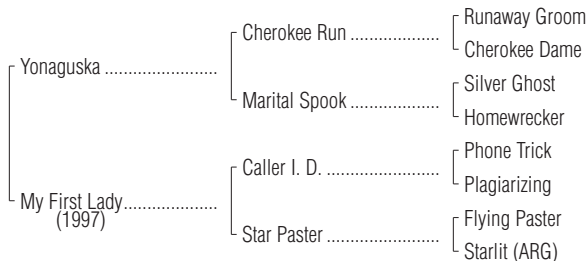 Runaway Groom
Cherokee Run ....................
Cherokee Dame
Yonaguska .........................
Silver Ghost
Marital Spook ....................
Homewrecker
Phone Trick
Caller I. D. .........................
Plagiarizing
My First Lady.....................
(1997)
Flying Paster
Star Paster .........................
Starlit (ARG)